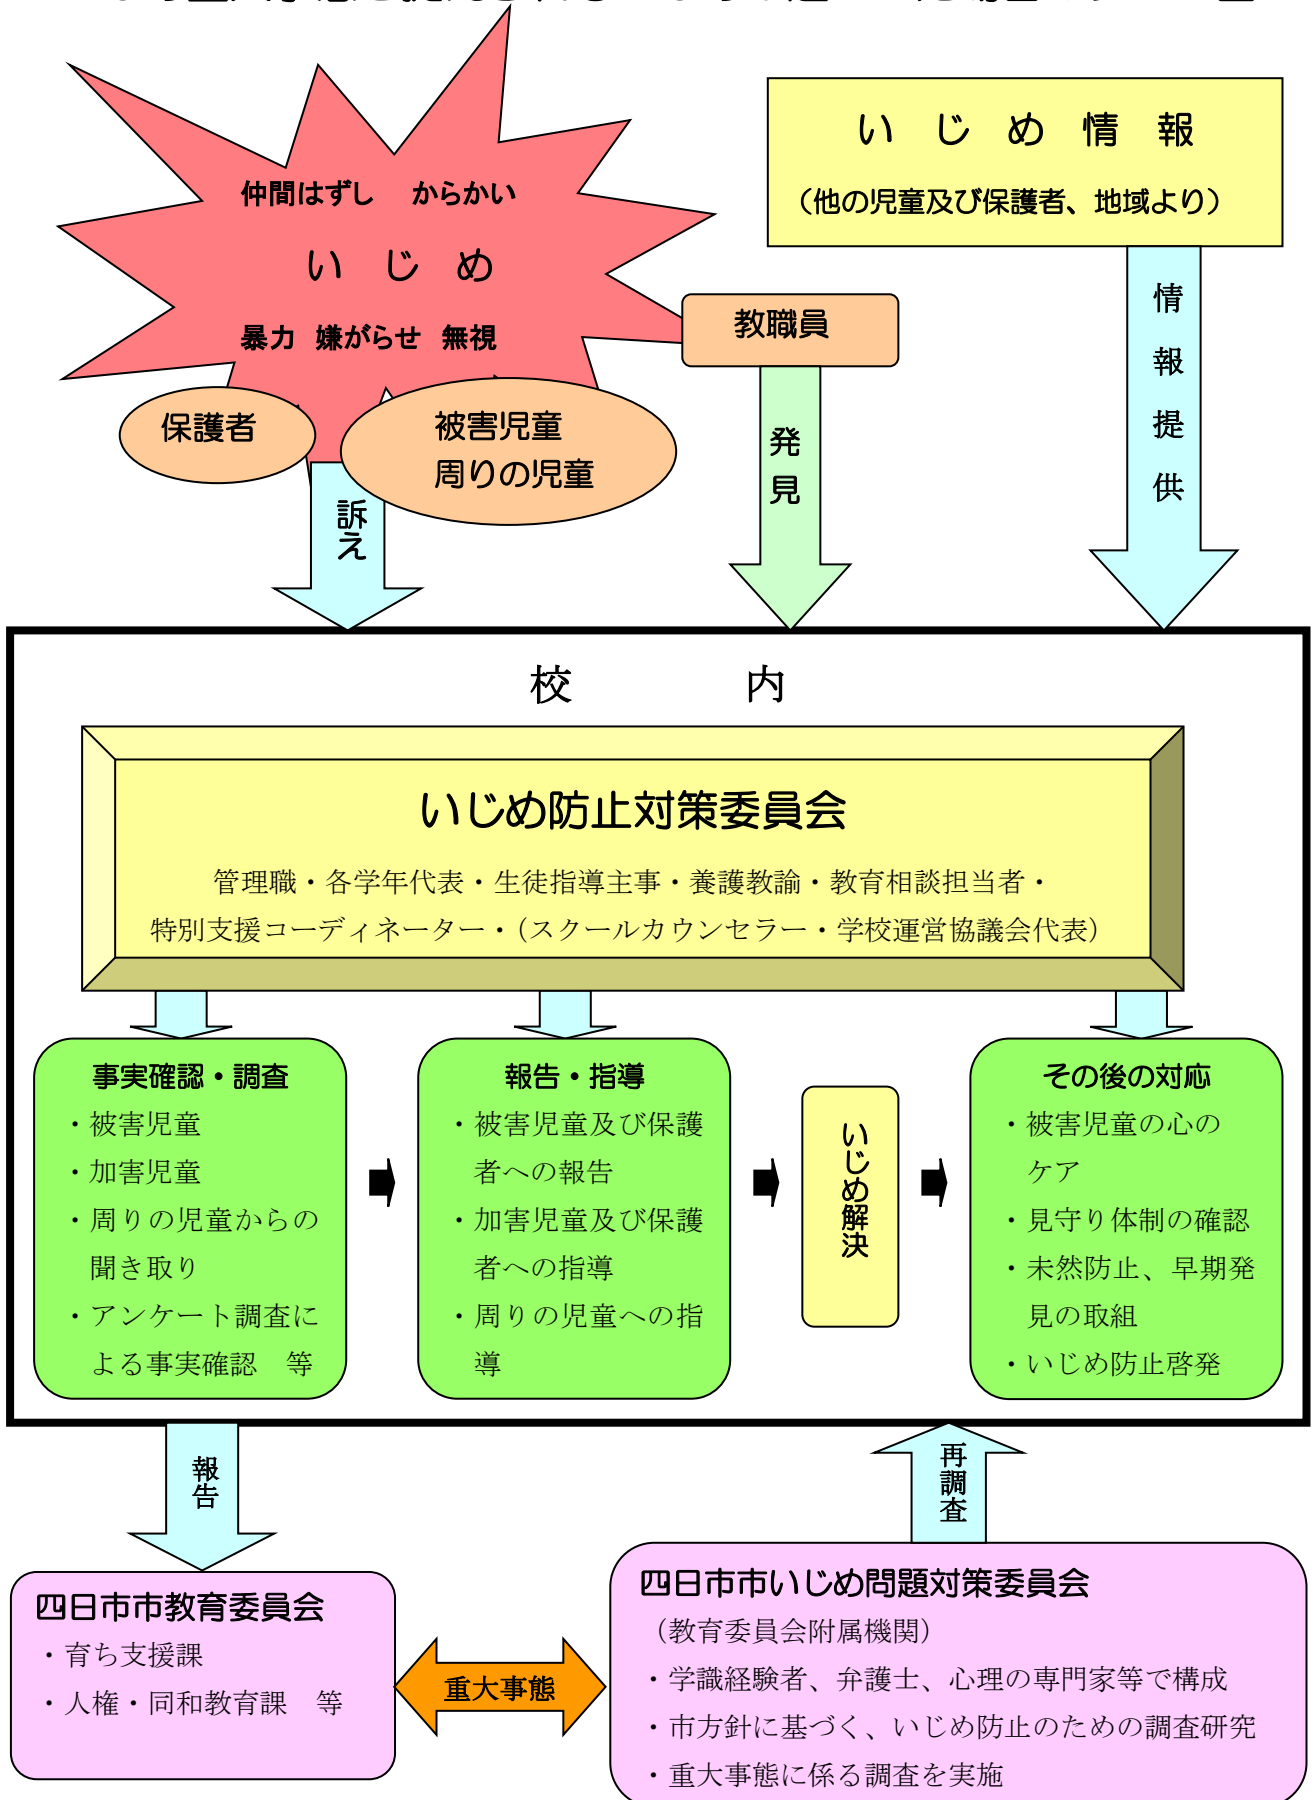 仲間はずし　からかい
い　じ　め
暴力　嫌がらせ　無視
い　じ　め　情　報
（他の児童及び保護者、地域より）
教職員
保護者
被害児童
周りの児童
訴え
発見
情報提供
校　　　　内
いじめ防止対策委員会
管理職・各学年代表・生徒指導主事・養護教諭・教育相談担当者・
特別支援コーディネーター・（スクールカウンセラー・学校運営協議会代表）
事実確認・調査
・被害児童
・加害児童
・周りの児童からの
聞き取り
・アンケート調査に
よる事実確認　等
報告・指導
・被害児童及び保護
者への報告
・加害児童及び保護
者への指導
・周りの児童への指
導
いじめ解決
その後の対応
・被害児童の心の
ケア
・見守り体制の確認
・未然防止、早期発
見の取組
・いじめ防止啓発
報告
再調査
四日市市教育委員会
・育ち支援課
・人権・同和教育課　等
重大事態
四日市市いじめ問題対策委員会
（教育委員会附属機関）
・学識経験者、弁護士、心理の専門家等で構成
・市方針に基づく、いじめ防止のための調査研究
・重大事態に係る調査を実施